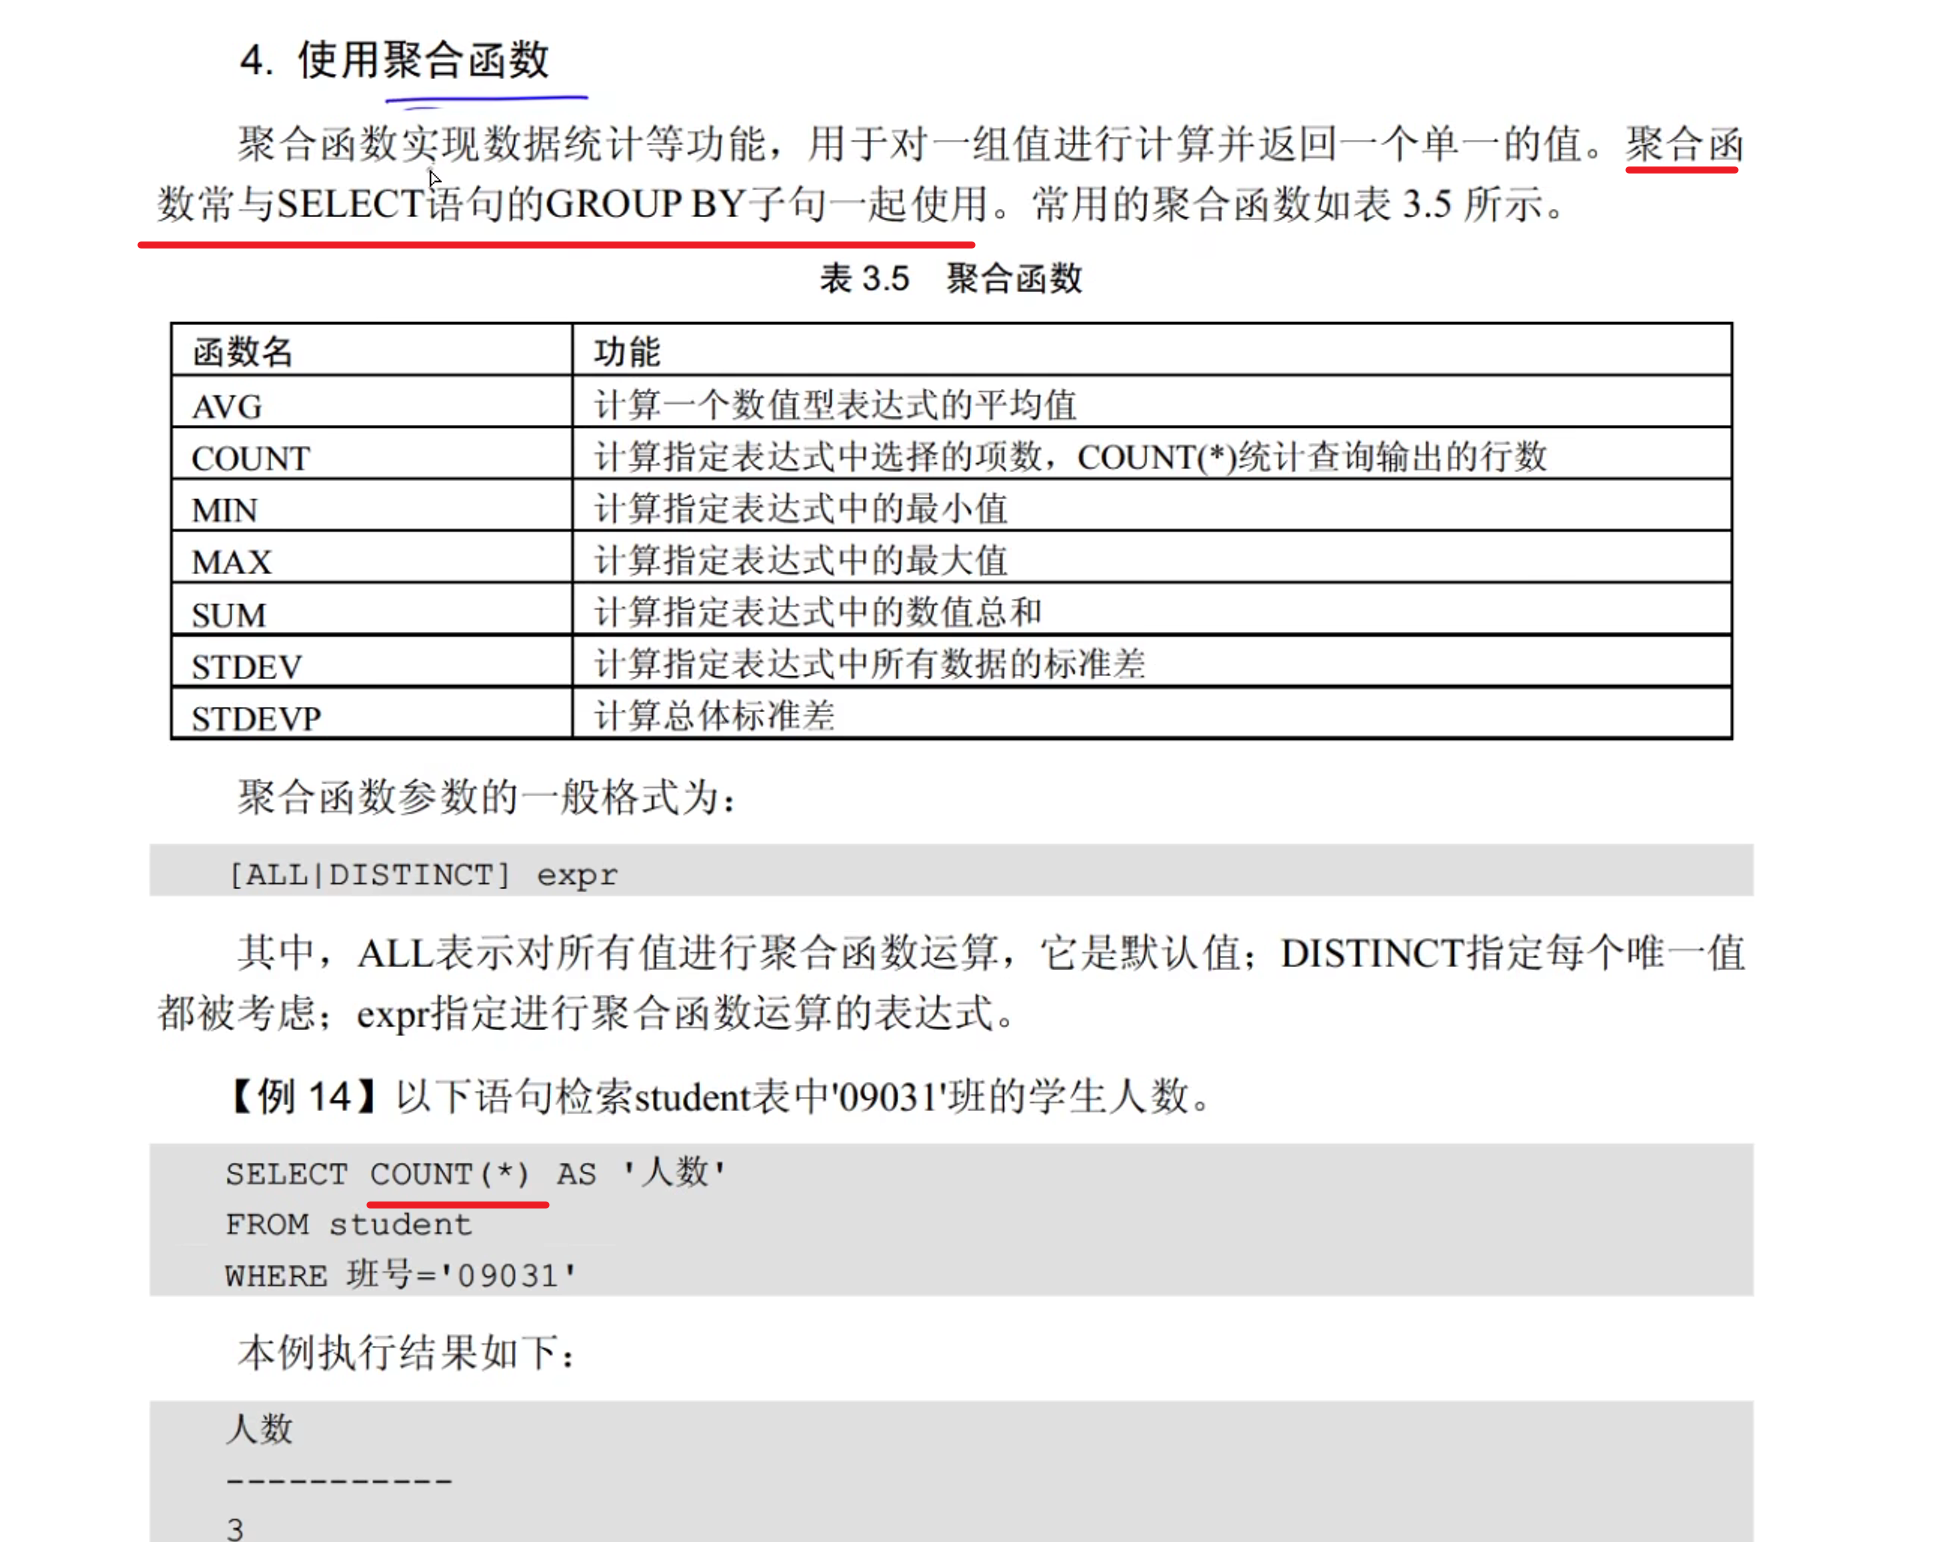 4. 使用聚合函数
聚合函数实现数据统计等功能，用于对一组值进行计算并返回一个单一的值。聚合函
数常与SELECT语句的GROUP BY子句一起使用。常用的聚合函数如表 3.5 所示。
表 3.5 聚合函数
函数名 功能
AVG 计算一个数值型表达式的平均值
COUNT 计算指定表达式中选择的项数，COUNT(*)统计查询输出的行数
MIN 计算指定表达式中的最小值
MAX 计算指定表达式中的最大值
SUM 计算指定表达式中的数值总和
STDEV 计算指定表达式中所有数据的标准差
STDEVP 计算总体标准差
聚合函数参数的一般格式为：
[ALL|DISTINCT] expr
其中，ALL表示对所有值进行聚合函数运算，它是默认值；DISTINCT指定每个唯一值
都被考虑；expr指定进行聚合函数运算的表达式。
【例 14】以下语句检索student表中'09031'班的学生人数。
SELECT COUNT(*) AS '人数'
FROM student
WHERE 班号='09031'
本例执行结果如下：
人数
-----------
3